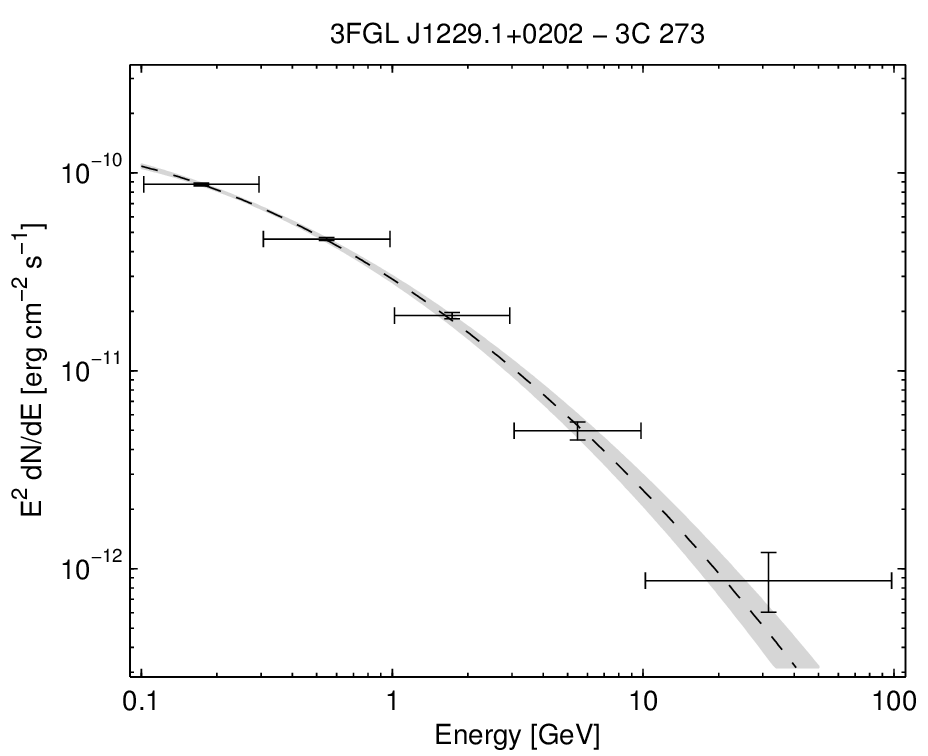 3FGL J1229.1+0202 − 3C 273
E² dN/dE [erg cm⁻² s⁻¹]
10⁻¹⁰
10⁻¹¹
10⁻¹²
0.1 1 10 100
Energy [GeV]